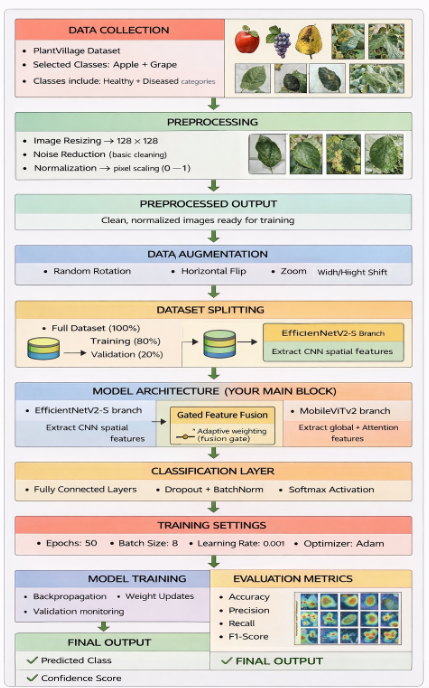 DATA COLLECTION
• PlantVillage Dataset
• Selected Classes: Apple + Grape
• Classes include: Healthy + Diseased categories
PREPROCESSING
• Image Resizing → 128 × 128
• Noise Reduction (basic cleaning)
• Normalization → pixel scaling (0 —1)
PREPROCESSED OUTPUT
Clean, normalized images ready for training
DATA AUGMENTATION
• Random Rotation • Horizontal Flip • Zoom Widh/Hight Shift
DATASET SPLITTING
• Full Dataset (100%)
Training (80%)
Validation (20%)
EfficienNetV2-S Branch
Extract CNN spatial features
MODEL ARCHITECTURE (YOUR MAIN BLOCK)
• EfficientNetV2-S branch
Extract CNN spatial
features
Gated Feature Fusion
* Adaptive weighting
(fusion gate)
• MobileViTv2 branch
Extract global + Attention
features
CLASSIFICATION LAYER
• Fully Connected Layers • Dropout + BatchNorm • Softmax Activation
TRAINING SETTINGS
• Epochs: 50 • Batch Size: 8 • Learning Rate: 0.001 • Optimizer: Adam
MODEL TRAINING
• Backpropagation • Weight Updates
• Validation monitoring
EVALUATION METRICS
• Accuracy
• Precision
• Recall
• F1-Score
FINAL OUTPUT
✓ Predicted Class
✓ Confidence Score
✓ FINAL OUTPUT